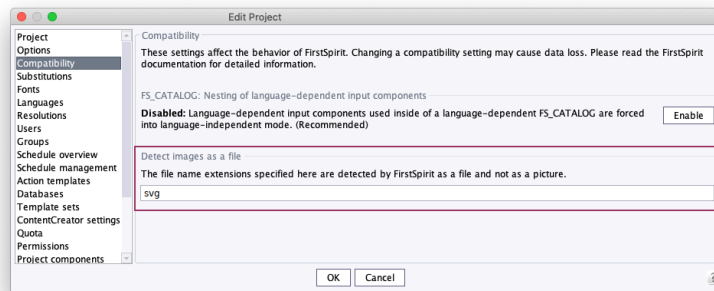 Edit Project
Project
Options
Compatibility
Substitutions
Fonts
Languages
Resolutions
Users
Groups
Schedule overview
Schedule management
Action templates
Databases
Template sets
ContentCreator settings
Quota
Permissions
Project components
Compatibility
These settings affect the behavior of FirstSpirit. Changing a compatibility setting may cause data loss. Please read the FirstSpirit
documentation for detailed information.
FS_CATALOG: Nesting of language-dependent input components
Disabled: Language-dependent input components used inside of a language-dependent FS_CATALOG are forced
into language-independent mode. (Recommended)
Enable
Detect images as a file
The file name extensions specified here are detected by FirstSpirit as a file and not as a picture.
svg
OK
Cancel
?